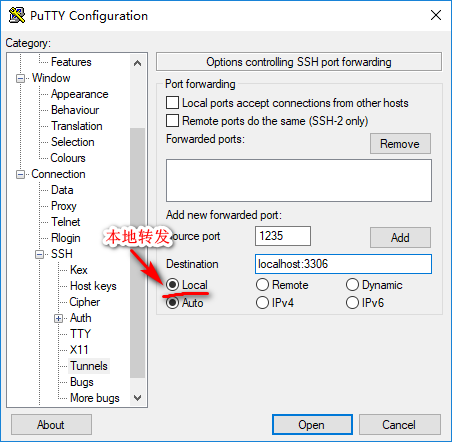 PuTTY Configuration
Category:
Features
Window
Appearance
Behaviour
Translation
Selection
Colours
Connection
Data
Proxy
Telnet
Rlogin
SSH
Kex
Host keys
Cipher
Auth
TTY
X11
Tunnels
Bugs
More bugs
Options controlling SSH port forwarding
Port forwarding
Local ports accept connections from other hosts
Remote ports do the same (SSH-2 only)
Forwarded ports:
Remove
Add new forwarded port:
本地转发
Source port
1235
Add
Destination
localhost:3306
Local
Remote
Dynamic
Auto
IPv4
IPv6
About
Open
Cancel